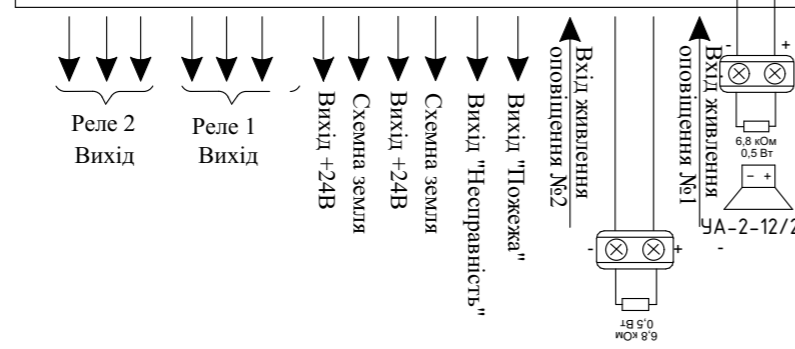 Реле 2
Вихід
Реле 1
Вихід
Вихід +24В
Схемна земля
Вихід +24В
Схемна земля
Вихід "Несправність"
Вихід "Пожежа"
Вхід живлення
оповіщення №2
- +
6,8 кОм
0,5 Вт
Вхід живлення
оповіщення №1
- +
6,8 кОм
0,5 Вт
- +
УА-2-12/2
-